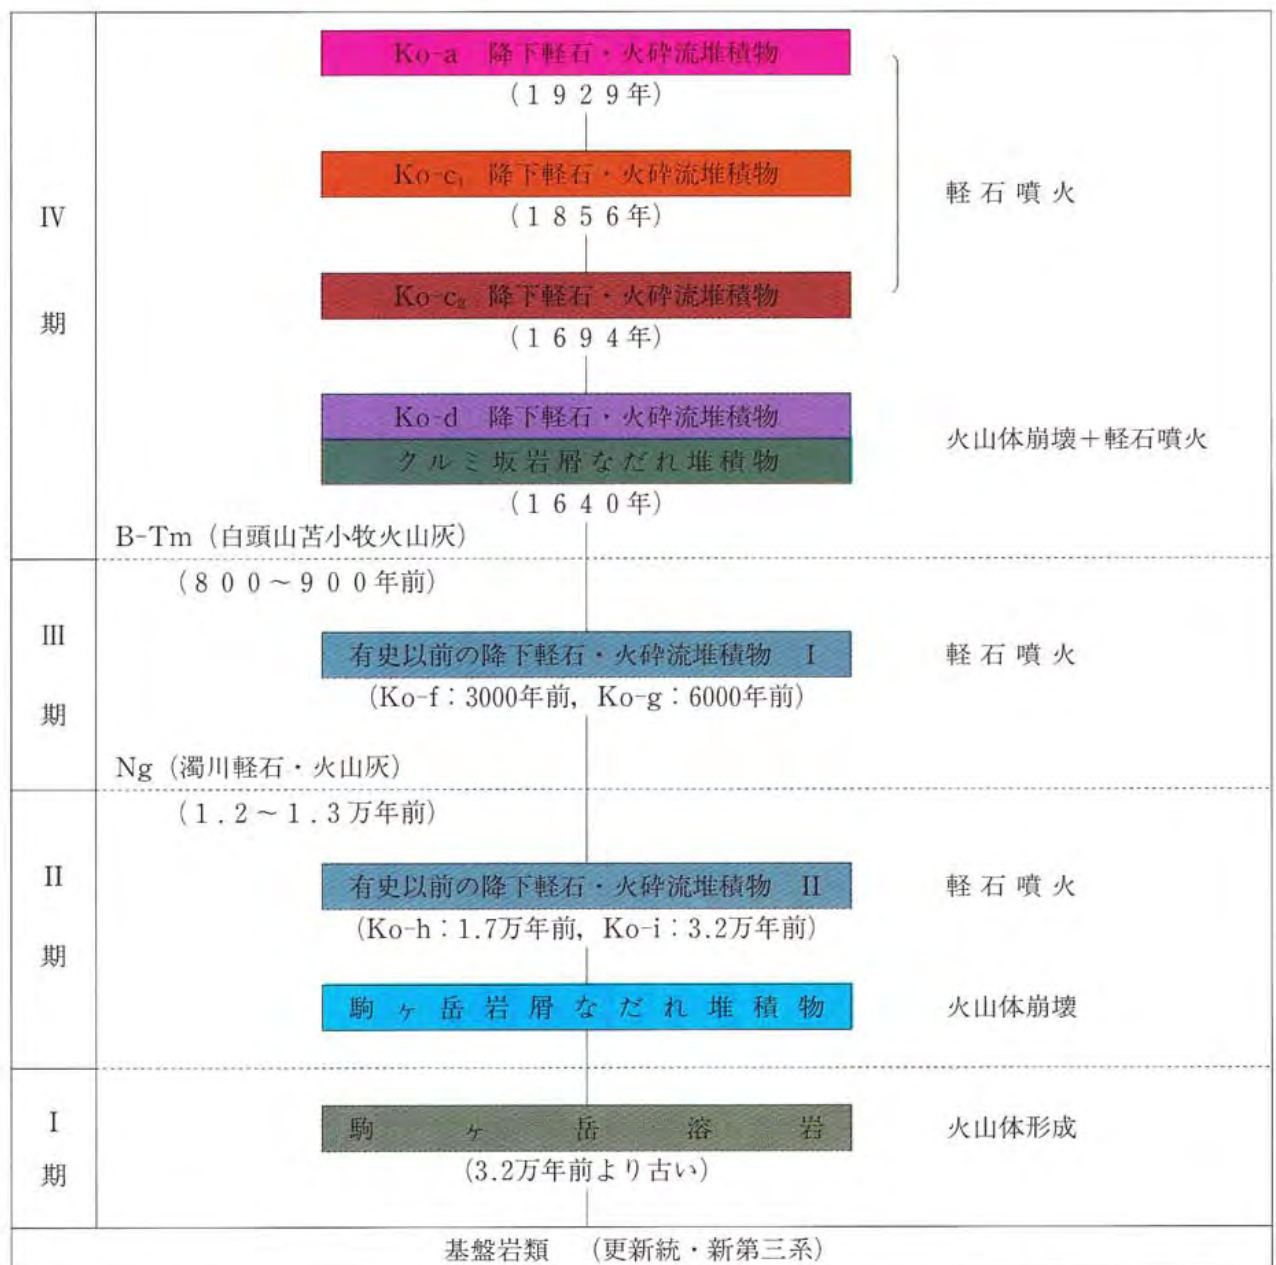 Ko-a 降下軽石・火砕流堆積物
(1929年)
Ko-c₁ 降下軽石・火砕流堆積物
(1856年)
軽石噴火
Ko-c₂ 降下軽石・火砕流堆積物
(1694年)
Ko-d 降下軽石・火砕流堆積物
クルミ坂岩屑なだれ堆積物
(1640年)
火山体崩壊+軽石噴火
IV期
B-Tm(白頭山苫小牧火山灰)
(800~900年前)
III期
有史以前の降下軽石・火砕流堆積物 I
(Ko-f:3000年前, Ko-g:6000年前)
軽石噴火
Ng(濁川軽石・火山灰)
(1.2~1.3万年前)
II期
有史以前の降下軽石・火砕流堆積物 II
(Ko-h:1.7万年前, Ko-i:3.2万年前)
軽石噴火
駒ヶ岳岩屑なだれ堆積物
火山体崩壊
I期
駒ヶ岳溶岩
(3.2万年前より古い)
火山体形成
基盤岩類 (更新統・新第三系)